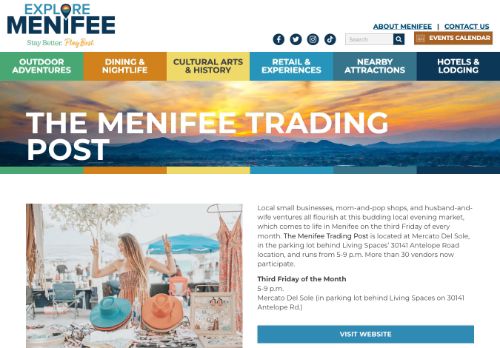 EXPLORE
MENIFEE
Stay Better. Play Best.
ABOUT MENIFEE | CONTACT US
Search
EVENTS CALENDAR
OUTDOOR ADVENTURES
DINING & NIGHTLIFE
CULTURAL ARTS & HISTORY
RETAIL & EXPERIENCES
NEARBY ATTRACTIONS
HOTELS & LODGING
THE MENIFEE TRADING
POST
Local small businesses, mom-and-pop shops, and husband-and-
wife ventures all flourish at this budding local evening market,
which comes to life in Menifee on the third Friday of every
month. The Menifee Trading Post is located at Mercato Del Sole,
in the parking lot behind Living Spaces' 30141 Antelope Road
location, and runs from 5-9 p.m. More than 30 vendors now
participate.
Third Friday of the Month
5-9 p.m.
Mercato Del Sole (in parking lot behind Living Spaces on 30141
Antelope Rd.)
VISIT WEBSITE